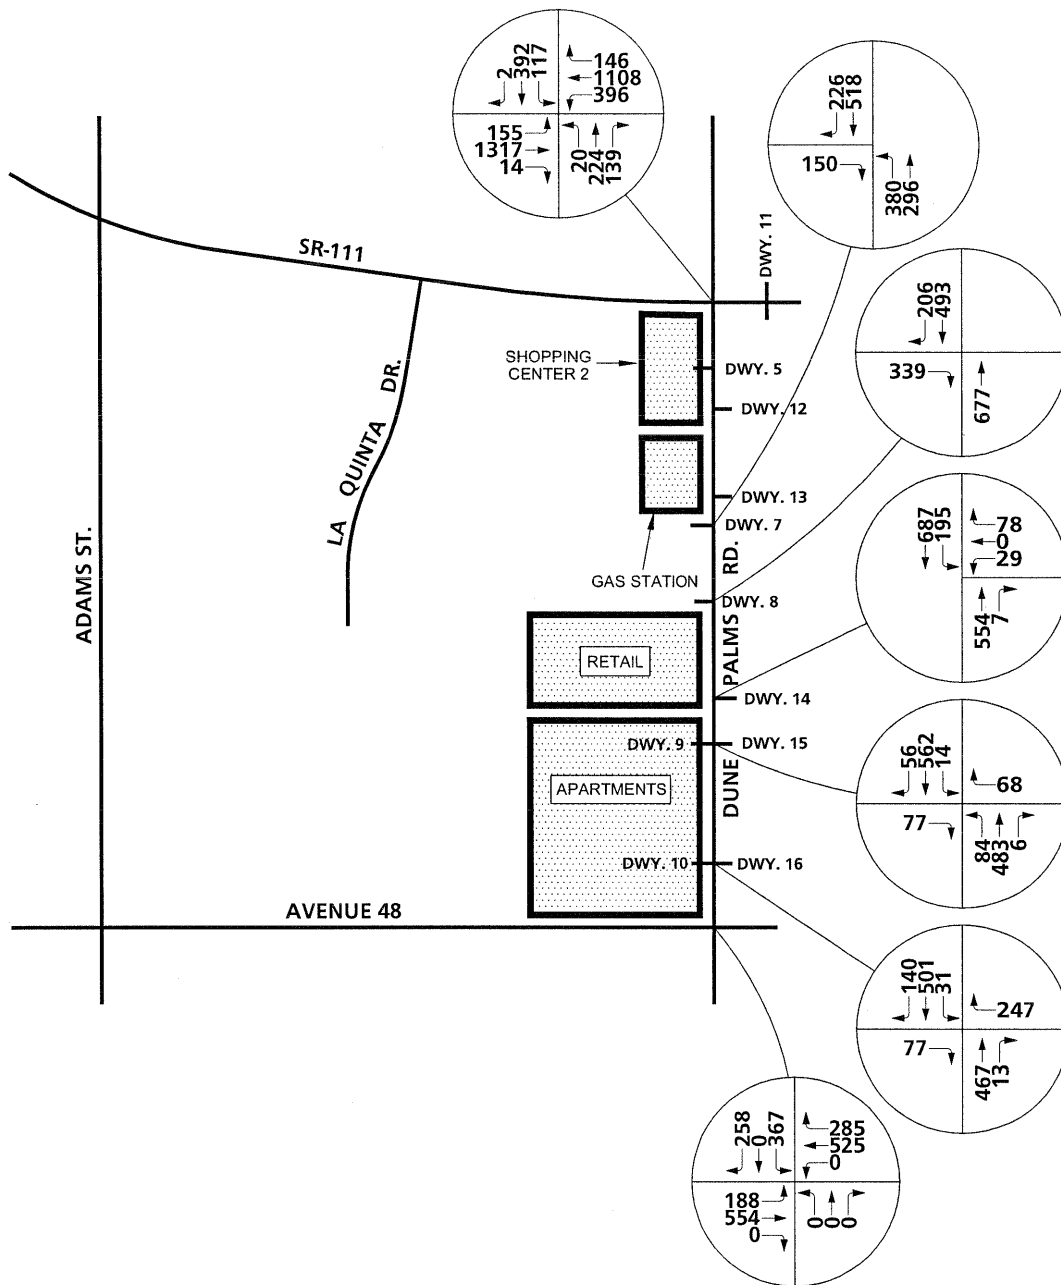 2
392
117
146
1108
396
155
1317
14
20
224
139
226
518
150
380
296
206
493
339
677
687
195
78
0
29
554
7
56
562
14
68
77
84
483
6
140
501
31
247
77
467
13
258
0
367
285
525
0
188
554
0
0
0
0
SR-111
DWY. 11
SHOPPING
CENTER 2
DWY. 5
DWY. 12
LA QUINTA DR.
DWY. 13
DWY. 7
GAS STATION
DWY. 8
ADAMS ST.
DUNE PALMS RD.
RETAIL
DWY. 14
DWY. 9
DWY. 15
APARTMENTS
DWY. 10
DWY. 16
AVENUE 48